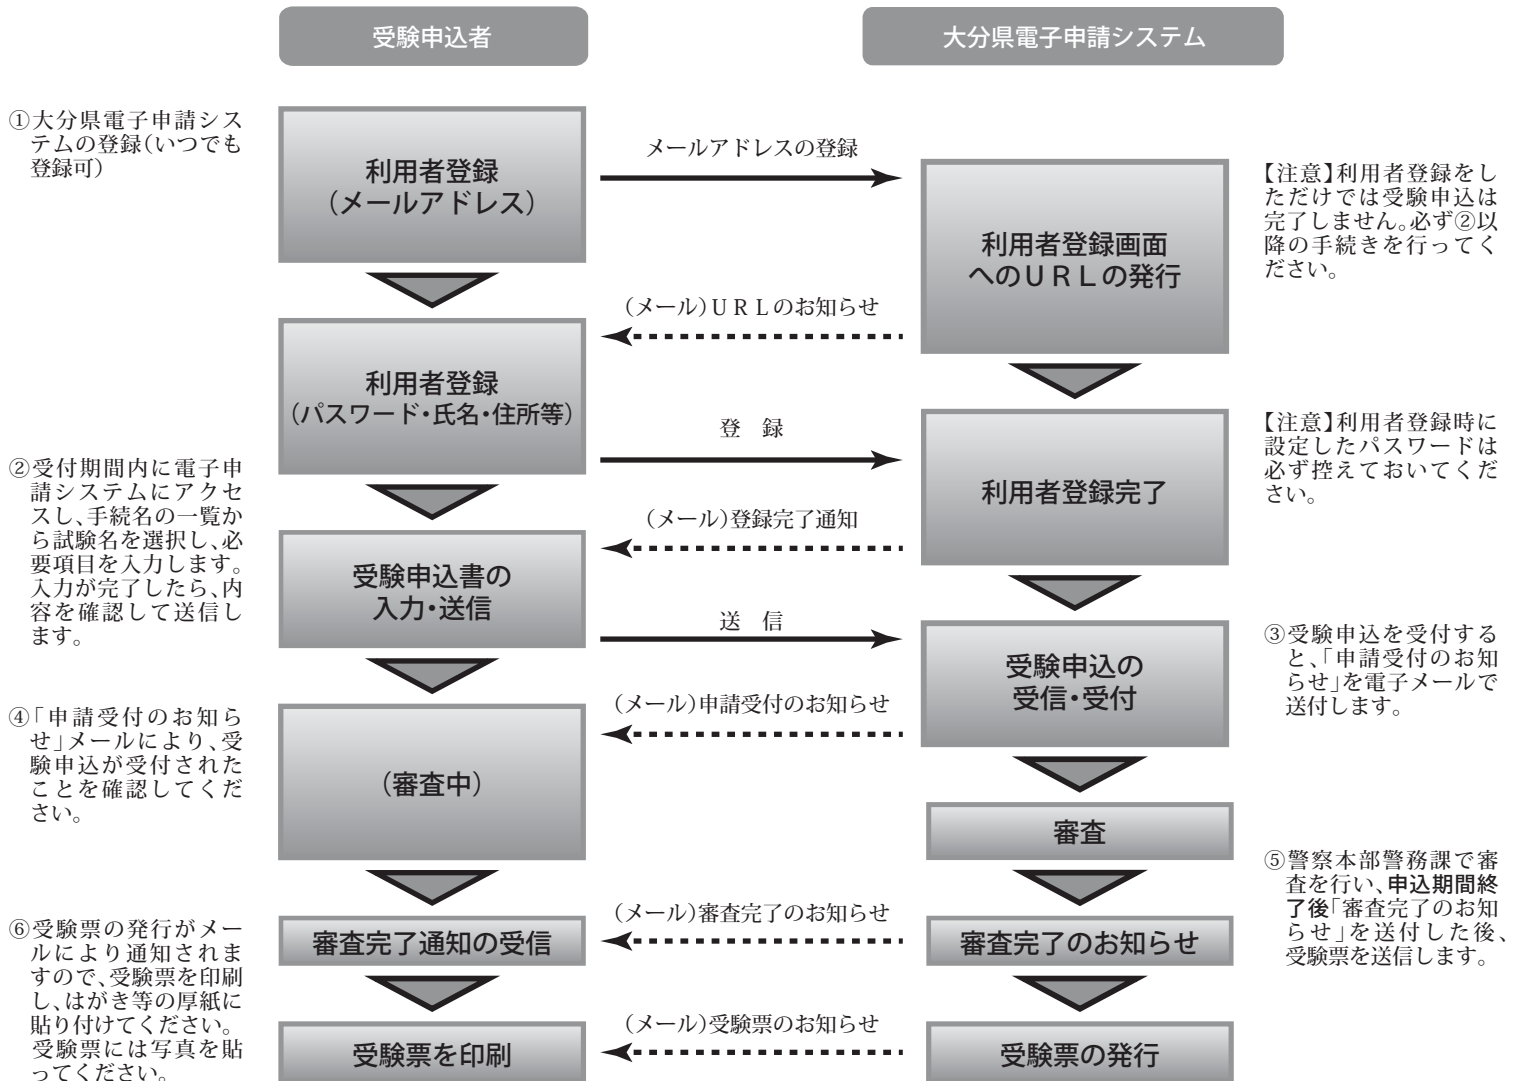 受験申込者
大分県電子申請システム
①大分県電子申請シス
テムの登録(いつでも
登録可)
利用者登録
(メールアドレス)
メールアドレスの登録
利用者登録画面
へのURLの発行
【注意】利用者登録をし
ただけでは受験申込は
完了しません。必ず②以
降の手続きを行ってく
ださい。
(メール)URLのお知らせ
利用者登録
(パスワード・氏名・住所等)
登 録
利用者登録完了
【注意】利用者登録時に
設定したパスワードは
必ず控えておいてくだ
さい。
②受付期間内に電子申
請システムにアクセ
スし、手続名の一覧か
ら試験名を選択し、必
要項目を入力します。
入力が完了したら、内
容を確認して送信し
ます。
(メール)登録完了通知
受験申込書の
入力・送信
送 信
受験申込の
受信・受付
③受験申込を受付する
と、「申請受付のお知
らせ」を電子メールで
送付します。
(メール)申請受付のお知らせ
④「申請受付のお知ら
せ」メールにより、受
験申込が受付された
ことを確認してくだ
さい。
(審査中)
審査
⑤警察本部警務課で審
査を行い、申込期間終
了後「審査完了のお知
らせ」を送付した後、
受験票を送信します。
(メール)審査完了のお知らせ
審査完了通知の受信
審査完了のお知らせ
⑥受験票の発行がメー
ルにより通知されま
すので、受験票を印刷
し、はがき等の厚紙に
貼り付けてください。
受験票には写真を貼
ってください。
(メール)受験票のお知らせ
受験票を印刷
受験票の発行